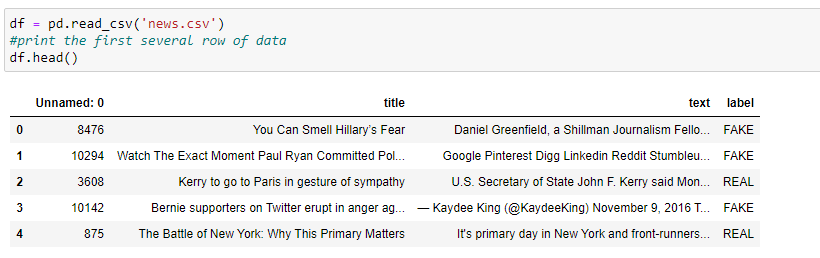 df = pd.read_csv('news.csv')
#print the first several row of data
df.head()
Unnamed: 0 title text label
0 8476 You Can Smell Hillary's Fear Daniel Greenfield, a Shillman Journalism Fello... FAKE
1 10294 Watch The Exact Moment Paul Ryan Committed Pol... Google Pinterest Digg Linkedin Reddit Stumbleu... FAKE
2 3608 Kerry to go to Paris in gesture of sympathy U.S. Secretary of State John F. Kerry said Mon... REAL
3 10142 Bernie supporters on Twitter erupt in anger ag... — Kaydee King (@KaydeeKing) November 9, 2016 T... FAKE
4 875 The Battle of New York: Why This Primary Matters It's primary day in New York and front-runners... REAL